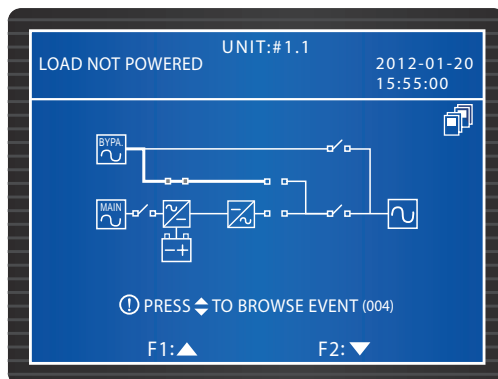 UNIT:#1.1
LOAD NOT POWERED
2012-01-20
15:55:00
BYPA.
MAIN
PRESS TO BROWSE EVENT (004)
F1: F2: